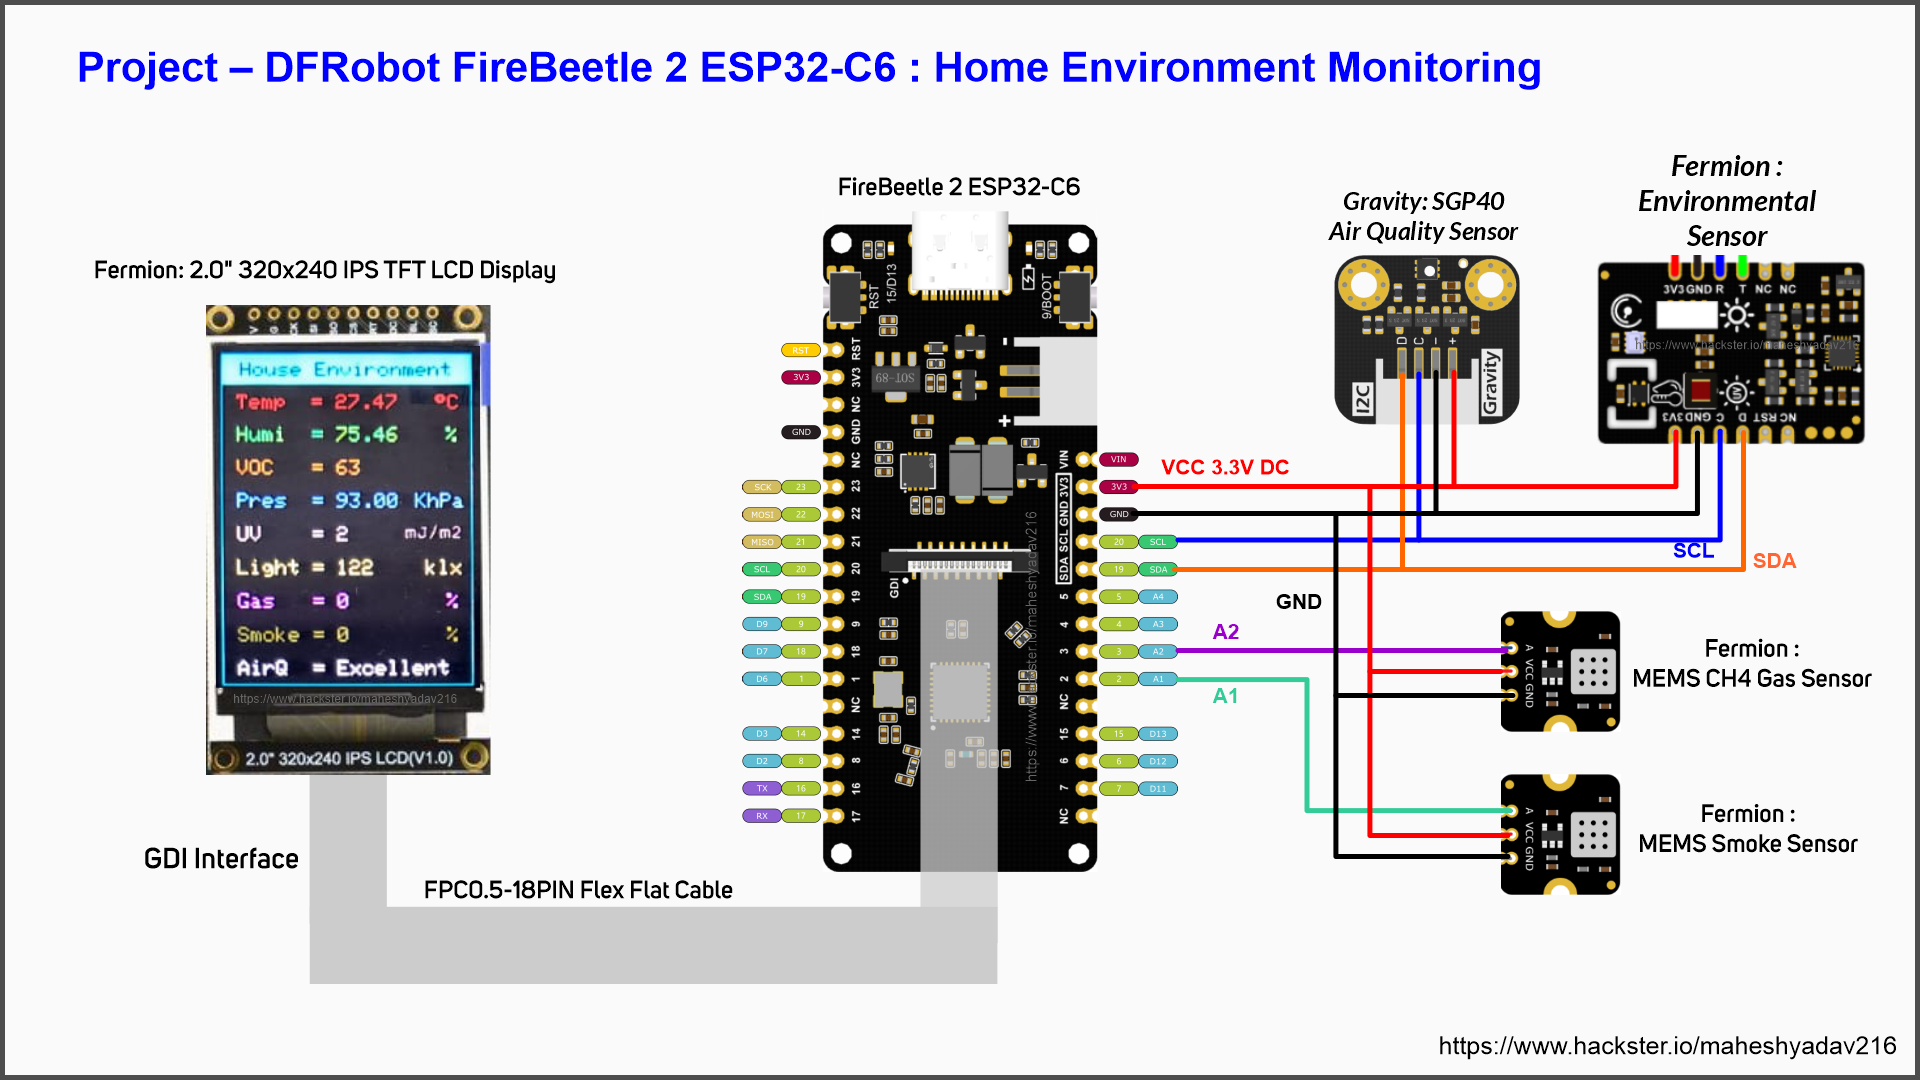 Project – DFRobot FireBeetle 2 ESP32-C6 : Home Environment Monitoring
Fermion: 2.0" 320x240 IPS TFT LCD Display
House Environment
Temp = 27.47 °C
Humi = 75.46 %
VOC = 63
Pres = 93.00 KhPa
UV = 2 mJ/m2
Light = 122 klx
Gas = 0 %
Smoke = 0 %
AirQ = Excellent
https://www.hackster.io/maheshyadav216
2.0" 320x240 IPS LCD(V1.0)
GDI Interface
FPC0.5-18PIN Flex Flat Cable
FireBeetle 2 ESP32-C6
RST
15/D13
9/BOOT
RST RST
3V3 3V3
NC
GND GND
NC
SCK 23 23
MOSI 22 22
MISO 21 21
SCL 20 20
SDA 19 19
D9 9 9
D7 18 18
D6 1 1
NC
D3 14 14
D2 8 8
TX 16 16
RX 17 17
SOT-89
- 
+
GDI
https://www.hackster.io/maheshyadav216
VIN VIN
3V3 3V3
GND GND
SCL 20 SCL
SDA 19 SDA
5 5 A4
4 4 A3
3 3 A2
2 2 A1
NC
15 15 D13
6 6 D12
7 7 D11
NC
VCC 3.3V DC
GND
SCL
SDA
A2
A1
Gravity: SGP40
Air Quality Sensor
D C - +
I2C
Gravity
Fermion :
Environmental
Sensor
3V3 GND R T NC NC
https://www.hackster.io/maheshyadav216
3V3 GND C D RST NC
Fermion :
MEMS CH4 Gas Sensor
A VCC GND
Fermion :
MEMS Smoke Sensor
A VCC GND
https://www.hackster.io/maheshyadav216